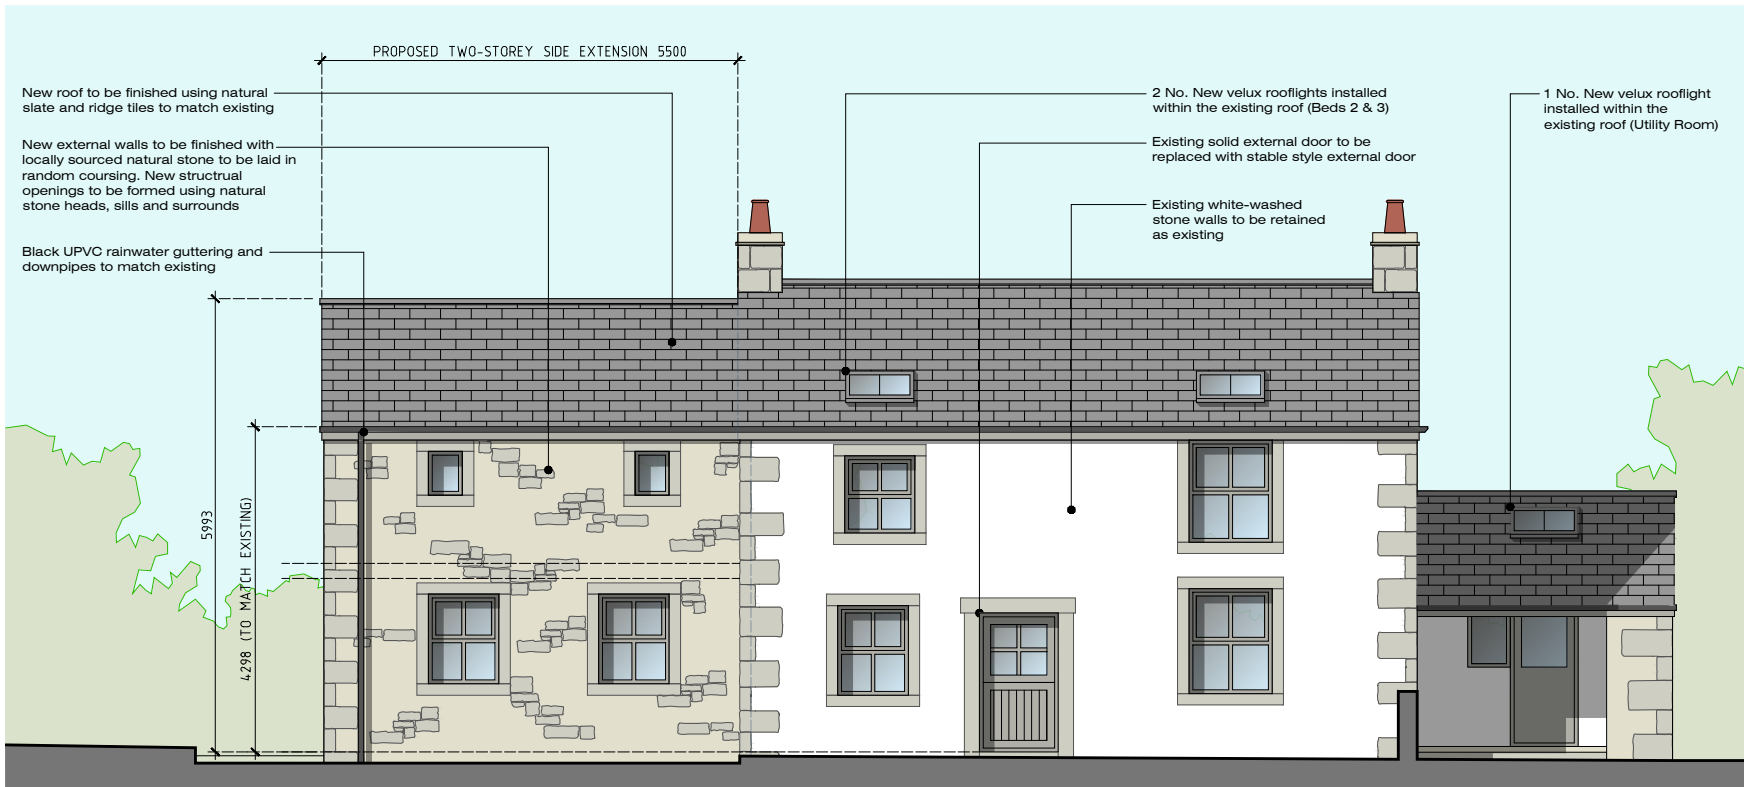 PROPOSED TWO-STOREY SIDE EXTENSION 5500
New roof to be finished using natural
slate and ridge tiles to match existing
New external walls to be finished with
locally sourced natural stone to be laid in
random coursing. New structrual
openings to be formed using natural
stone heads, sills and surrounds
Black UPVC rainwater guttering and
downpipes to match existing
2 No. New velux rooflights installed
within the existing roof (Beds 2 & 3)
Existing solid external door to be
replaced with stable style external door
Existing white-washed
stone walls to be retained
as existing
1 No. New velux rooflight
installed within the
existing roof (Utility Room)
5993
4298 (TO MATCH EXISTING)